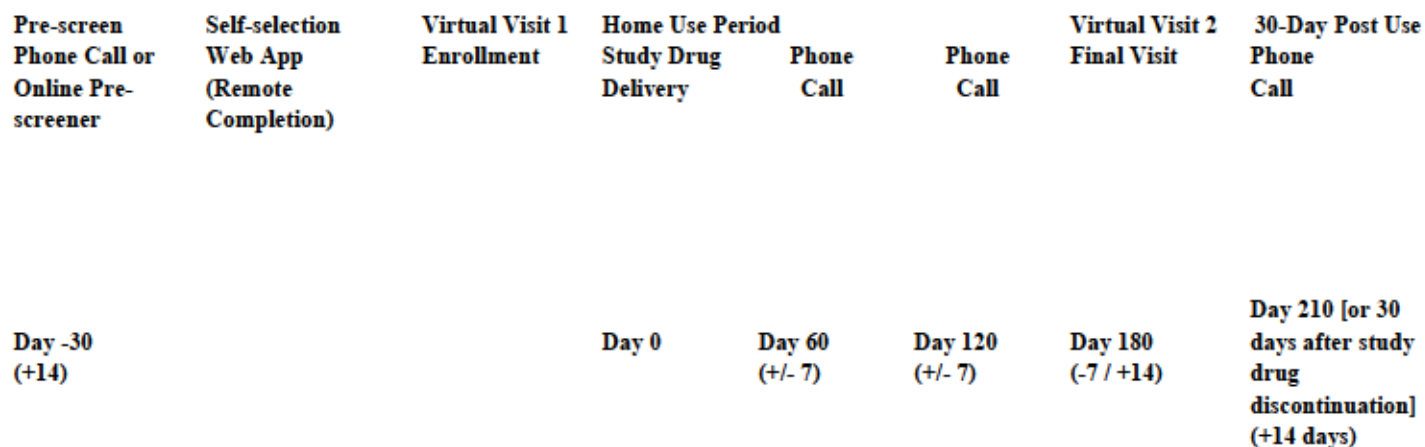 Pre-screen Self-selection Virtual Visit 1 Home Use Period Virtual Visit 2 30-Day Post Use
Phone Call or Web App Enrollment Study Drug Phone Phone Final Visit Phone
Online Pre- (Remote Delivery Call Call Call
screener Completion)
Day 210 [or 30
Day -30 Day 0 Day 60 Day 120 Day 180 days after study
(+14) (+/- 7) (+/- 7) (-7 / +14) drug
discontinuation]
(+14 days)